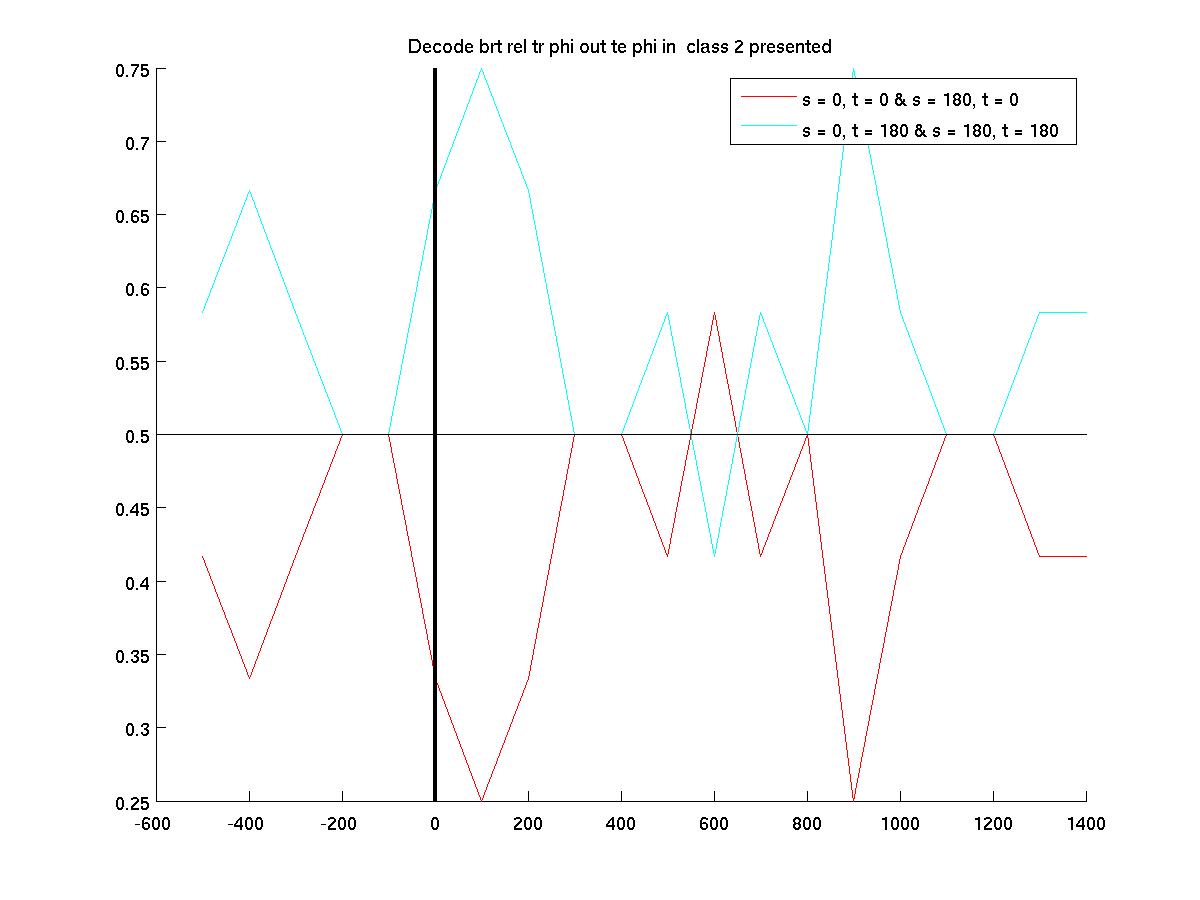 Decode brt rel tr phi out te phi in  class 2 presented
s = 0, t = 0 & s = 180, t = 0
s = 0, t = 180 & s = 180, t = 180
0.75
0.7
0.65
0.6
0.55
0.5
0.45
0.4
0.35
0.3
0.25
-600 -400 -200 0 200 400 600 800 1000 1200 1400